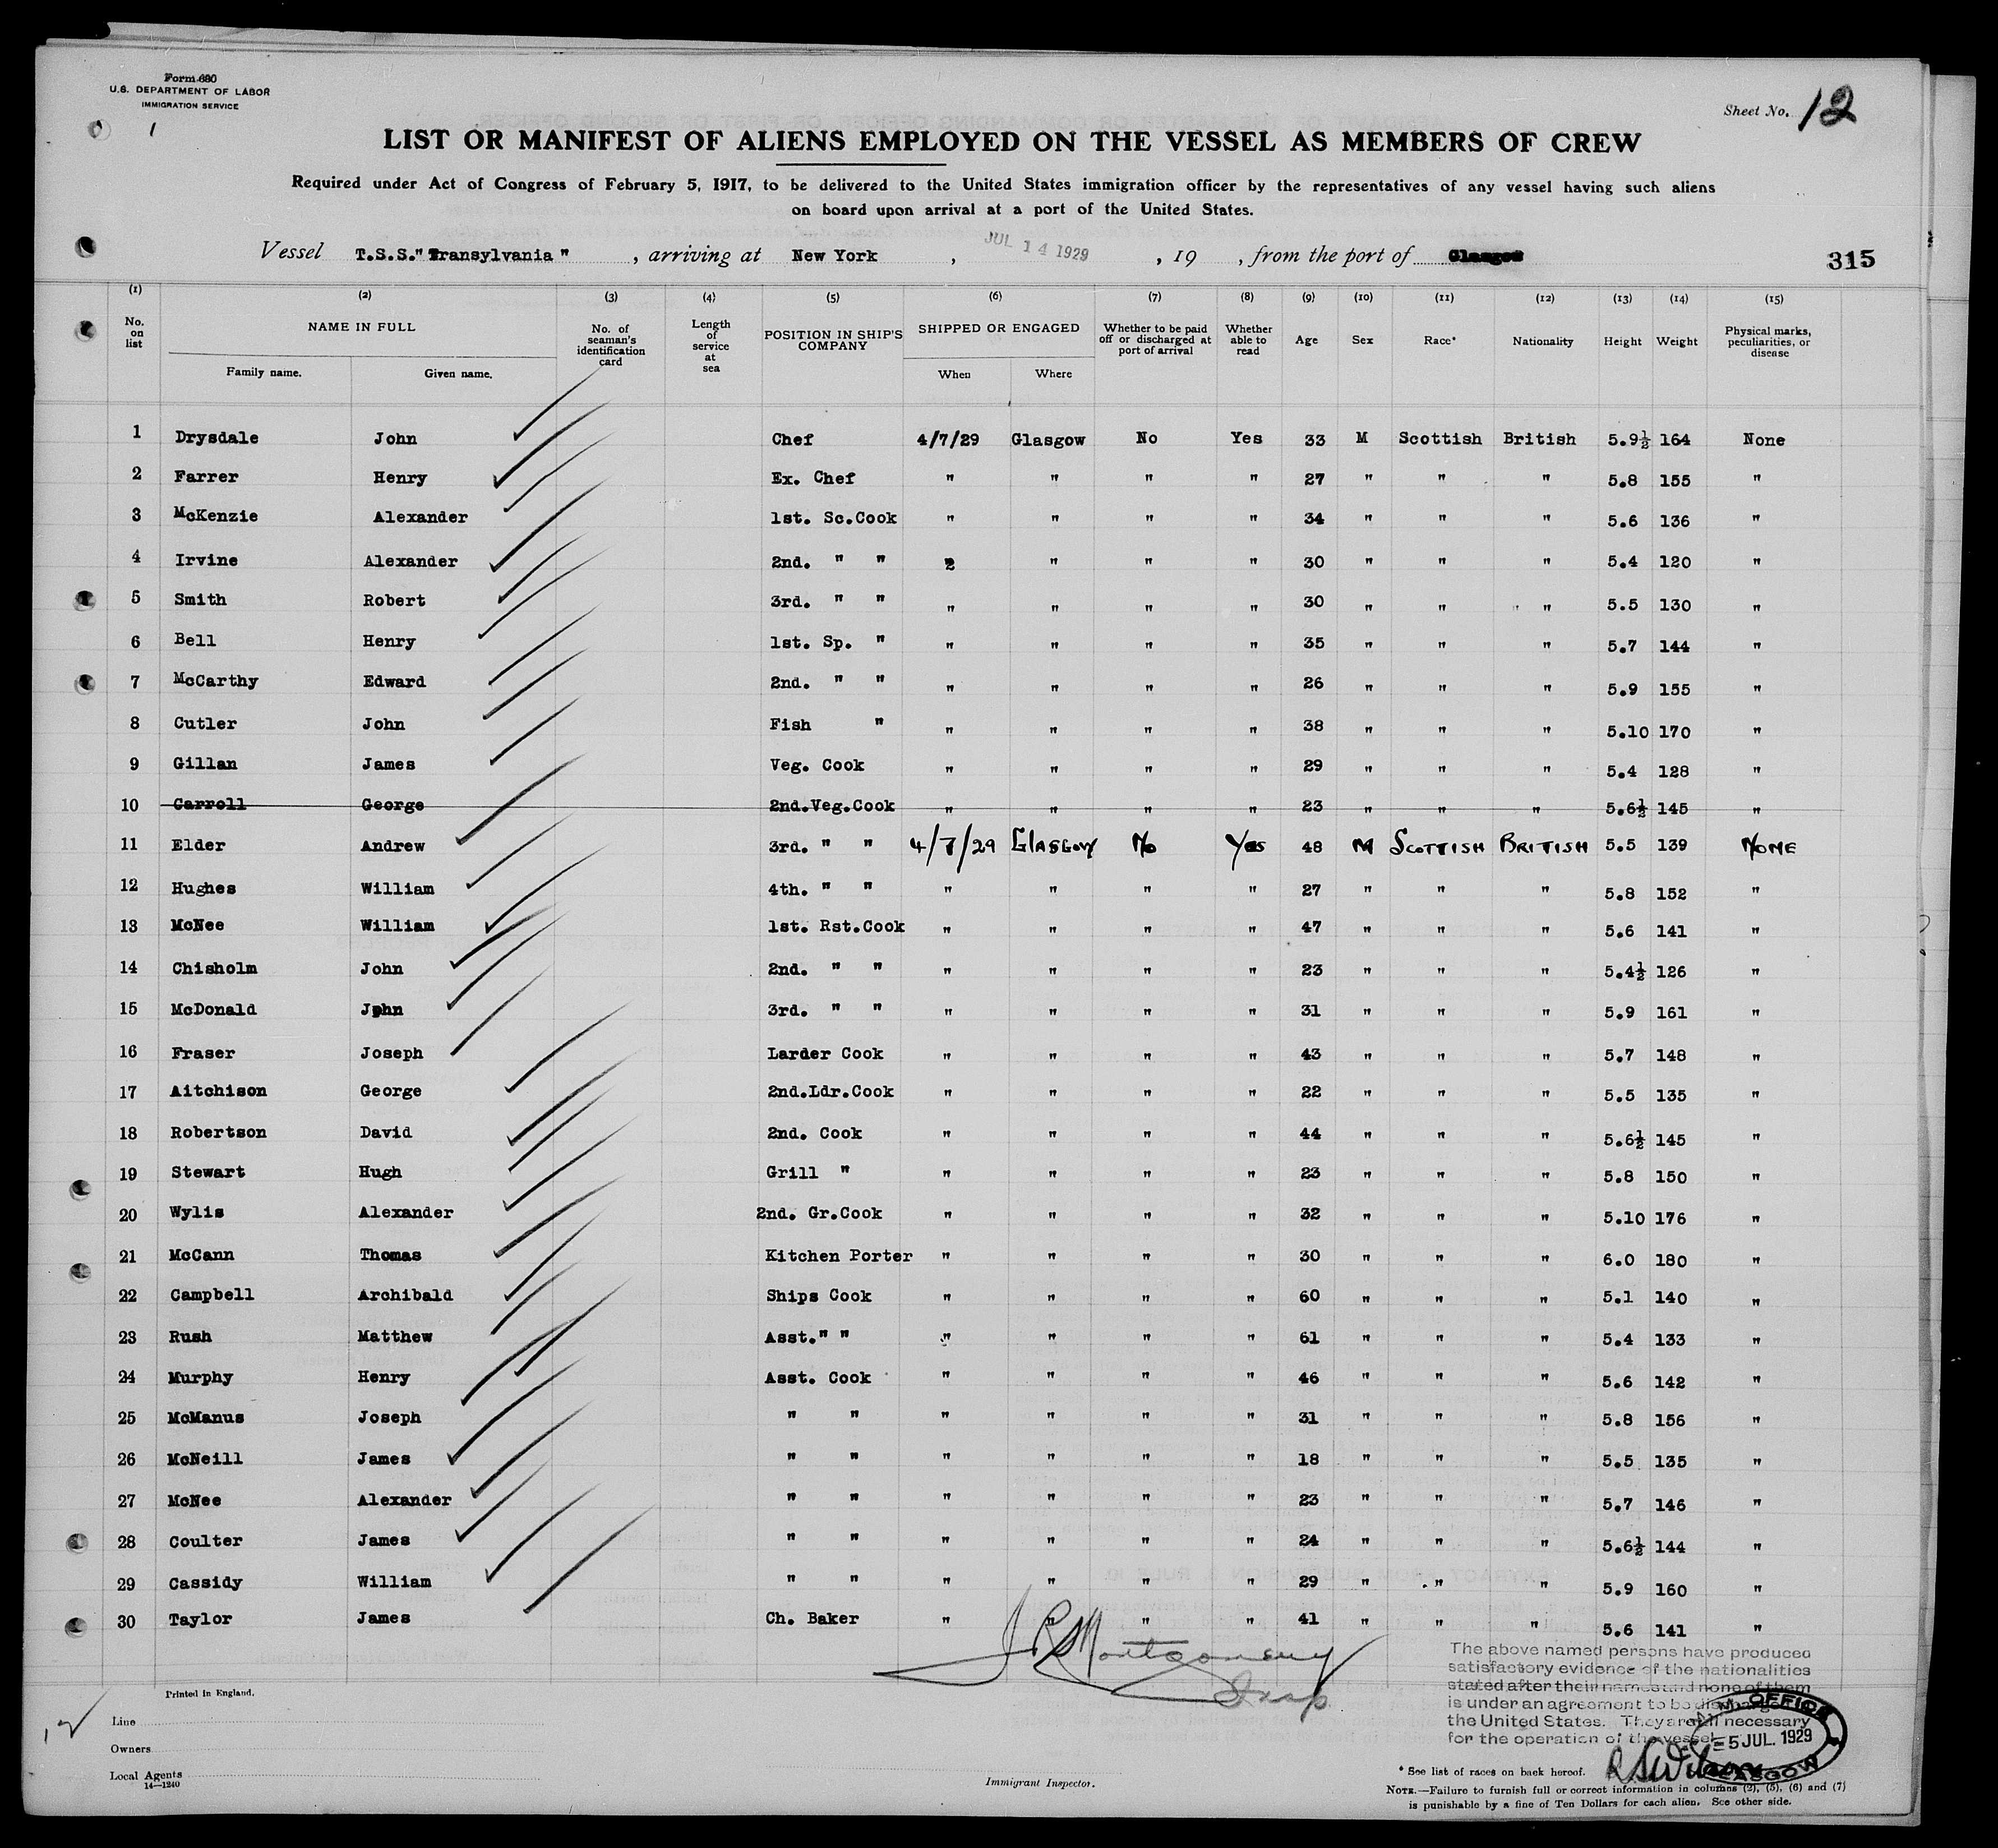 Form 680
U.S. DEPARTMENT OF LABOR
IMMIGRATION SERVICE
Sheet No. 12
LIST OR MANIFEST OF ALIENS EMPLOYED ON THE VESSEL AS MEMBERS OF CREW
Required under Act of Congress of February 5, 1917, to be delivered to the United States immigration officer by the representatives of any vessel having such aliens
on board upon arrival at a port of the United States.
Vessel T.S.S."Transylvania" , arriving at New York , JUL 14 1929 , 19 , from the port of Glasgow 315
(1) (2) (3) (4) (5) (6) (7) (8) (9) (10) (11) (12) (13) (14) (15)
No. on list NAME IN FULL Family name. Given name. No. of seaman's identification card Length of service at sea POSITION IN SHIP'S COMPANY SHIPPED OR ENGAGED When Where Whether to be paid off or discharged at port of arrival Whether able to read Age Sex Race* Nationality Height Weight Physical marks, peculiarities, or disease
1 Drysdale John Chef 4/7/29 Glasgow No Yes 33 M Scottish British 5.9½ 164 None
2 Farrer Henry Ex. Chef " " " " 27 " " " 5.8 155 "
3 McKenzie Alexander 1st. Sc.Cook " " " " 34 " " " 5.6 136 "
4 Irvine Alexander 2nd. " " " " " " 30 " " " 5.4 120 "
5 Smith Robert 3rd. " " " " " " 30 " " " 5.5 130 "
6 Bell Henry 1st. Sp. " " " " " 35 " " " 5.7 144 "
7 McCarthy Edward 2nd. " " " " " " 26 " " " 5.9 155 "
8 Cutler John Fish " " " " " 38 " " " 5.10 170 "
9 Gillan James Veg. Cook " " " " 29 " " " 5.4 128 "
10 Carroll George 2nd.Veg.Cook " " " " 23 " " " 5.6½ 145 "
11 Elder Andrew 3rd. " " 4/7/29 GLASGOW No Yes 48 M SCOTTISH BRITISH 5.5 139 NONE
12 Hughes William 4th. " " " " " " 27 " " " 5.8 152 "
13 McNee William 1st. Rst.Cook " " " " 47 " " " 5.6 141 "
14 Chisholm John 2nd. " " " " " " 23 " " " 5.4½ 126 "
15 McDonald John 3rd. " " " " " " 31 " " " 5.9 161 "
16 Fraser Joseph Larder Cook " " " " 43 " " " 5.7 148 "
17 Aitchison George 2nd.Ldr.Cook " " " " 22 " " " 5.5 135 "
18 Robertson David 2nd. Cook " " " " 44 " " " 5.6½ 145 "
19 Stewart Hugh Grill " " " " " 23 " " " 5.8 150 "
20 Wylis Alexander 2nd. Gr.Cook " " " " 32 " " " 5.10 176 "
21 McCann Thomas Kitchen Porter " " " " 30 " " " 6.0 180 "
22 Campbell Archibald Ships Cook " " " " 60 " " " 5.1 140 "
23 Rush Matthew Asst." " " " " " 61 " " " 5.4 133 "
24 Murphy Henry Asst. Cook " " " " 46 " " " 5.6 142 "
25 McManus Joseph " " " " " " 31 " " " 5.8 156 "
26 McNeill James " " " " " " 18 " " " 5.5 135 "
27 McNee Alexander " " " " " " 23 " " " 5.7 146 "
28 Coulter James " " " " " " 24 " " " 5.6½ 144 "
29 Cassidy William " " " " " " 29 " " " 5.9 160 "
30 Taylor James Ch. Baker " " " " 41 " " " 5.6 141 "
J R Montgomery
Insp
The above named persons have produced
satisfactory evidence of the nationalities
stated after their names and none of them
is under an agreement to be discharged in
the United States. They are all necessary
for the operation of the vessel.
OFFICE
5 JUL. 1929
GLASGOW
Printed in England.
12
Line
Owners
Local Agents
14—1240
Immigrant Inspector.
* See list of races on back hereof.
NOTE.—Failure to furnish full or correct information in columns (2), (5), (6) and (7)
is punishable by a fine of Ten Dollars for each alien. See other side.